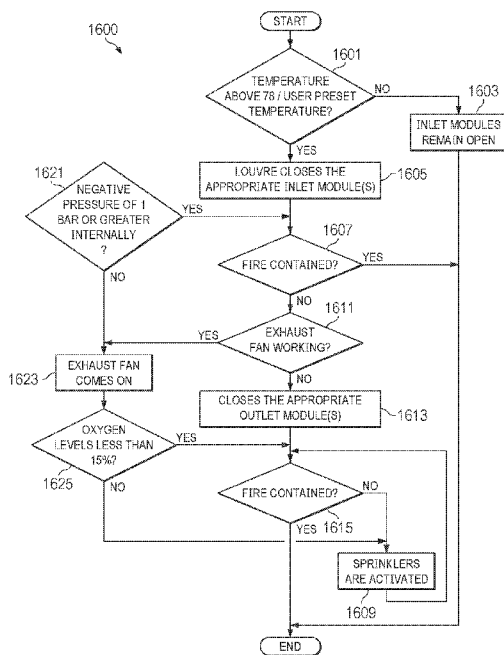 1600
START
1601
TEMPERATURE
ABOVE 78 / USER PRESET
TEMPERATURE?
NO
1603
INLET MODULES
REMAIN OPEN
YES
LOUVRE CLOSES THE
APPROPRIATE INLET MODULE(S)
1605
1621
NEGATIVE
PRESSURE OF 1
BAR OR GREATER
INTERNALLY
?
YES
NO
1607
FIRE CONTAINED?
YES
NO
1611
EXHAUST
FAN WORKING?
YES
NO
1623
EXHAUST FAN
COMES ON
CLOSES THE APPROPRIATE
OUTLET MODULE(S)
1613
OXYGEN
LEVELS LESS THAN
15%?
YES
1625
NO
FIRE CONTAINED?
NO
1615
YES
SPRINKLERS
ARE ACTIVATED
1609
END